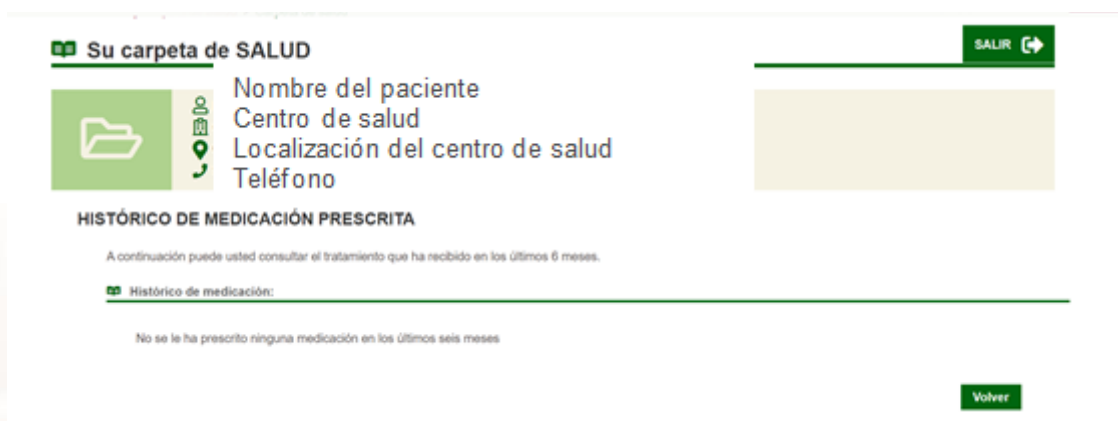 Su carpeta de SALUD
SALIR
Nombre del paciente
Centro de salud
Localización del centro de salud
Teléfono
HISTÓRICO DE MEDICACIÓN PRESCRITA
A continuación puede usted consultar el tratamiento que ha recibido en los últimos 6 meses.
Histórico de medicación:
No se le ha prescrito ninguna medicación en los últimos seis meses
Volver